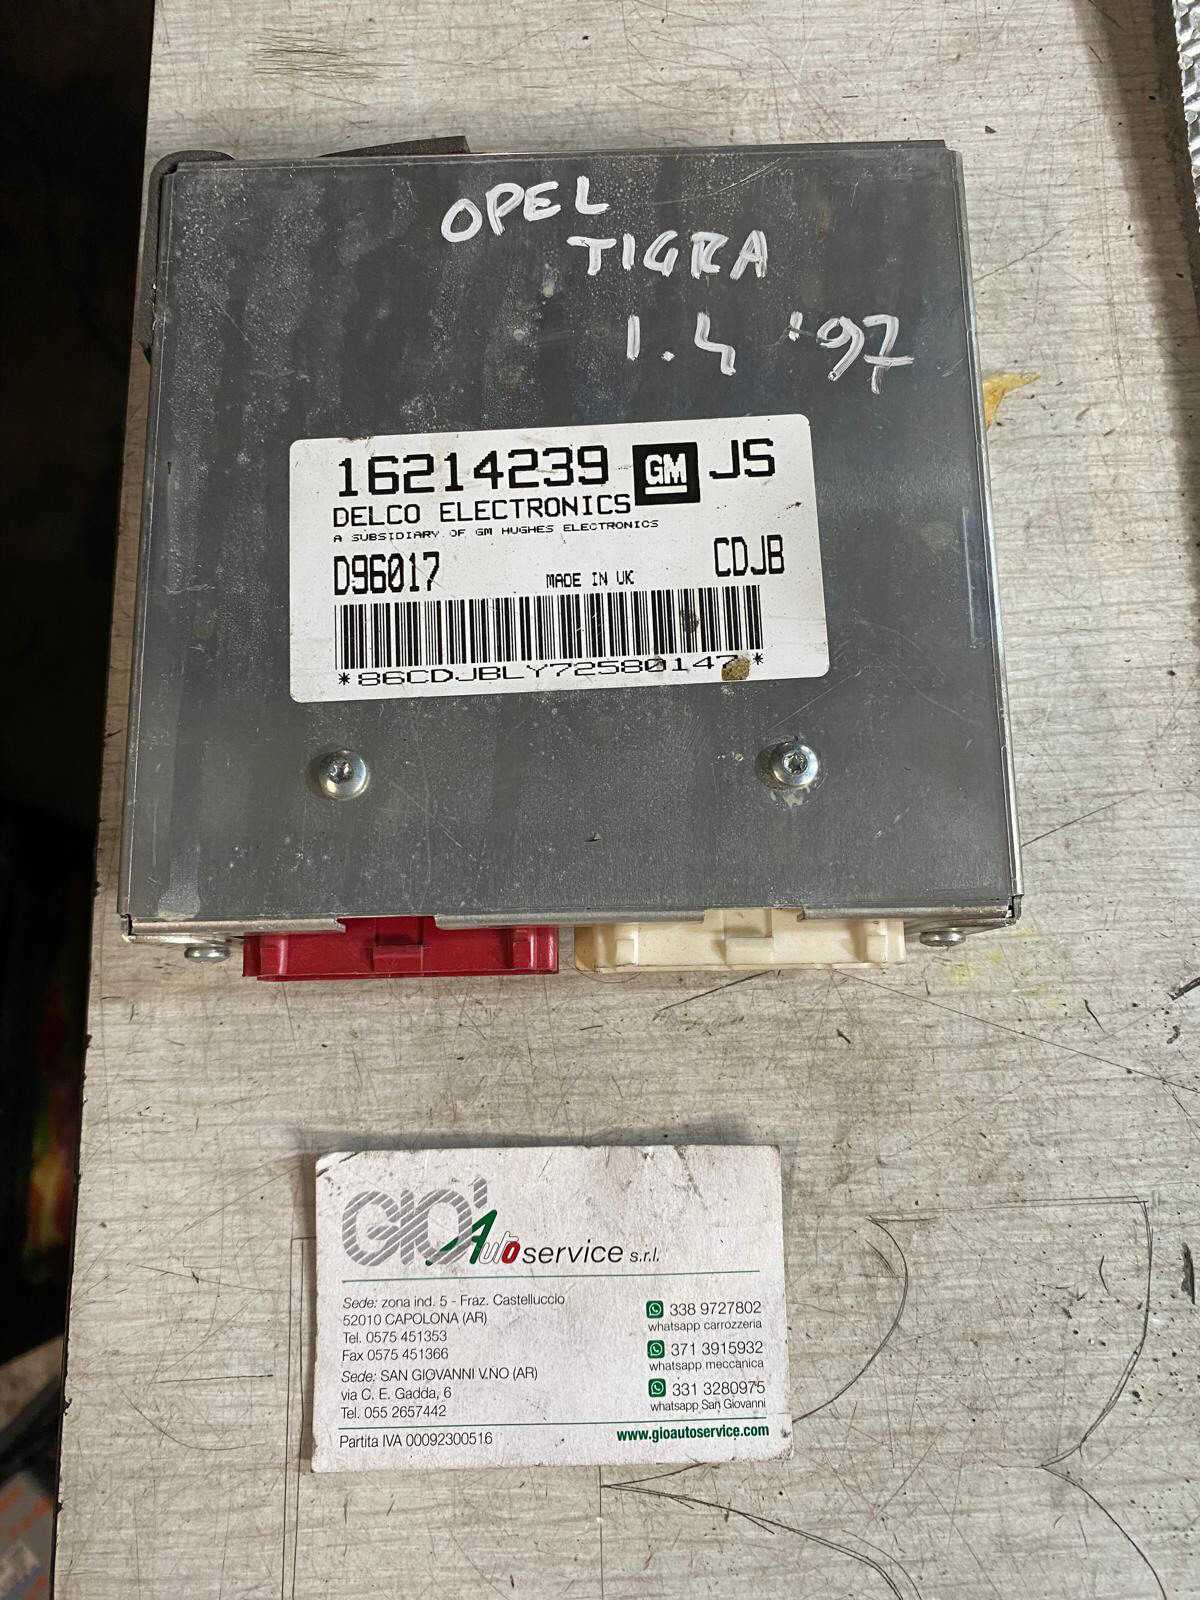 OPEL
TIGRA
1.4 '97
16214239 GM JS
DELCO ELECTRONICS
A SUBSIDIARY OF GM HUGHES ELECTRONICS
D96017 MADE IN UK CDJB
*86CDJBLY72580147*
GIO' Autoservice s.r.l.
Sede: zona ind. 5 - Fraz. Castelluccio
52010 CAPOLONA (AR)
Tel. 0575 451353
Fax 0575 451366
Sede: SAN GIOVANNI V.NO (AR)
via C. E. Gadda, 6
Tel. 055 2657442
338 9727802
whatsapp carrozzeria
371 3915932
whatsapp meccanica
331 3280975
whatsapp San Giovanni
Partita IVA 00092300516
www.gioautoservice.com